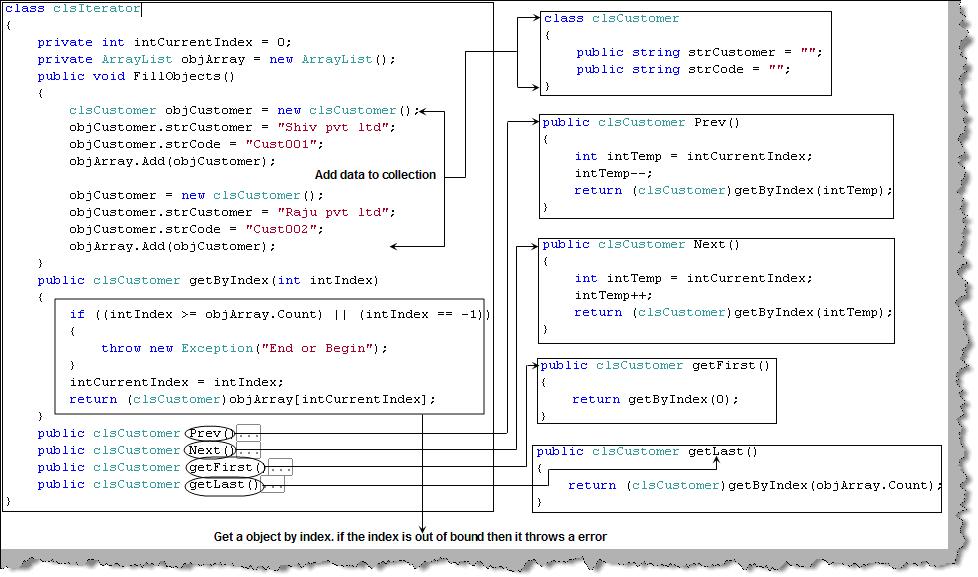 class clsIterator
{
private int intCurrentIndex = 0;
private ArrayList objArray = new ArrayList();
public void FillObjects()
{
clsCustomer objCustomer = new clsCustomer();
objCustomer.strCustomer = "Shiv pvt ltd";
objCustomer.strCode = "Cust001";
objArray.Add(objCustomer);
Add data to collection
objCustomer = new clsCustomer();
objCustomer.strCustomer = "Raju pvt ltd";
objCustomer.strCode = "Cust002";
objArray.Add(objCustomer);
}
public clsCustomer getByIndex(int intIndex)
{
if ((intIndex >= objArray.Count) || (intIndex == -1))
{
throw new Exception("End or Begin");
}
intCurrentIndex = intIndex;
return (clsCustomer)objArray[intCurrentIndex];
}
public clsCustomer Prev()...
public clsCustomer Next()...
public clsCustomer getFirst()...
public clsCustomer getLast()...
}
class clsCustomer
{
public string strCustomer = "";
public string strCode = "";
}
public clsCustomer Prev()
{
int intTemp = intCurrentIndex;
intTemp--;
return (clsCustomer)getByIndex(intTemp);
}
public clsCustomer Next()
{
int intTemp = intCurrentIndex;
intTemp++;
return (clsCustomer)getByIndex(intTemp);
}
public clsCustomer getFirst()
{
return getByIndex(0);
}
public clsCustomer getLast()
{
return (clsCustomer)getByIndex(objArray.Count);
}
Get a object by index. if the index is out of bound then it throws a error